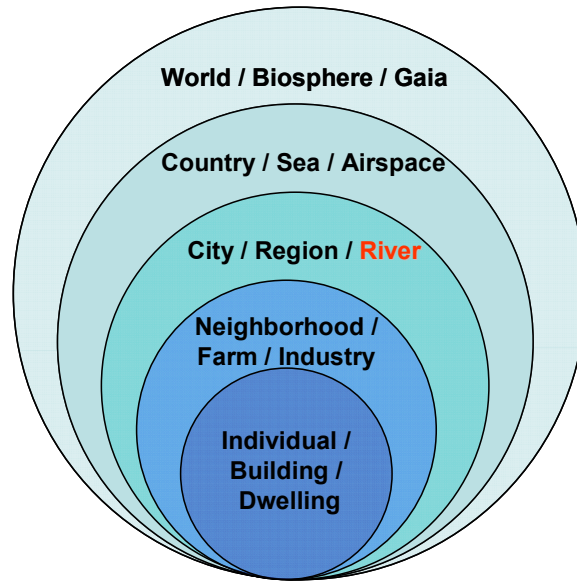 World / Biosphere / Gaia
Country / Sea / Airspace
City / Region / River
Neighborhood /
Farm / Industry
Individual /
Building /
Dwelling